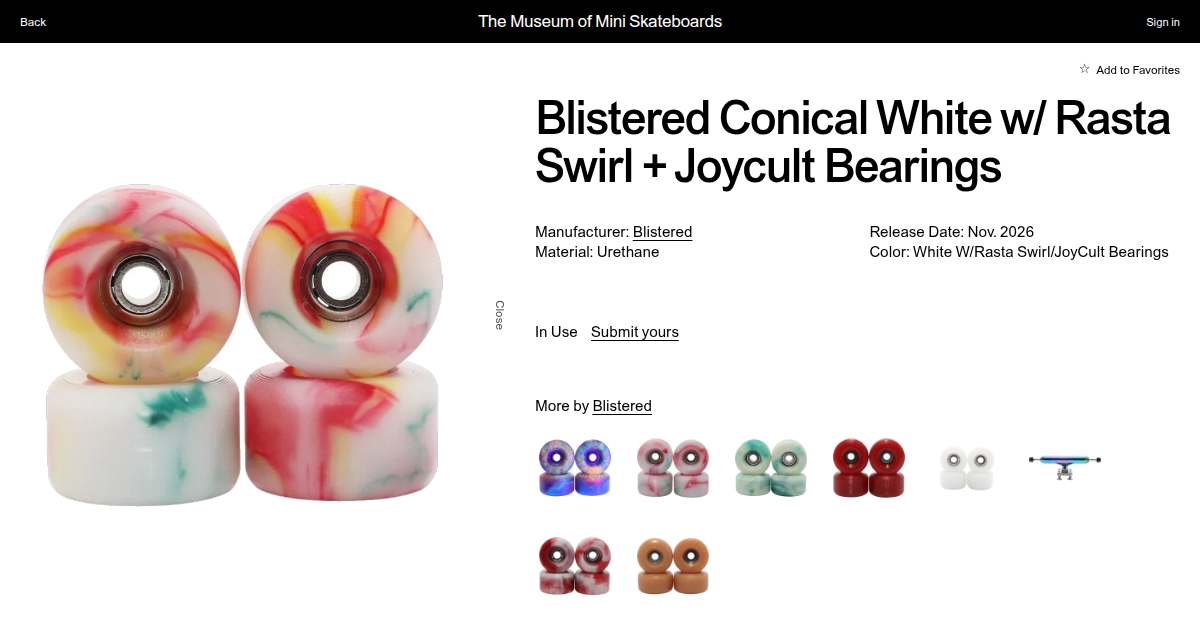 Back
The Museum of Mini Skateboards
Sign in
☆ Add to Favorites
Blistered Conical White w/ Rasta
Swirl + Joycult Bearings
Manufacturer: Blistered
Material: Urethane
Release Date: Nov. 2026
Color: White W/Rasta Swirl/JoyCult Bearings
Close
In Use Submit yours
More by Blistered